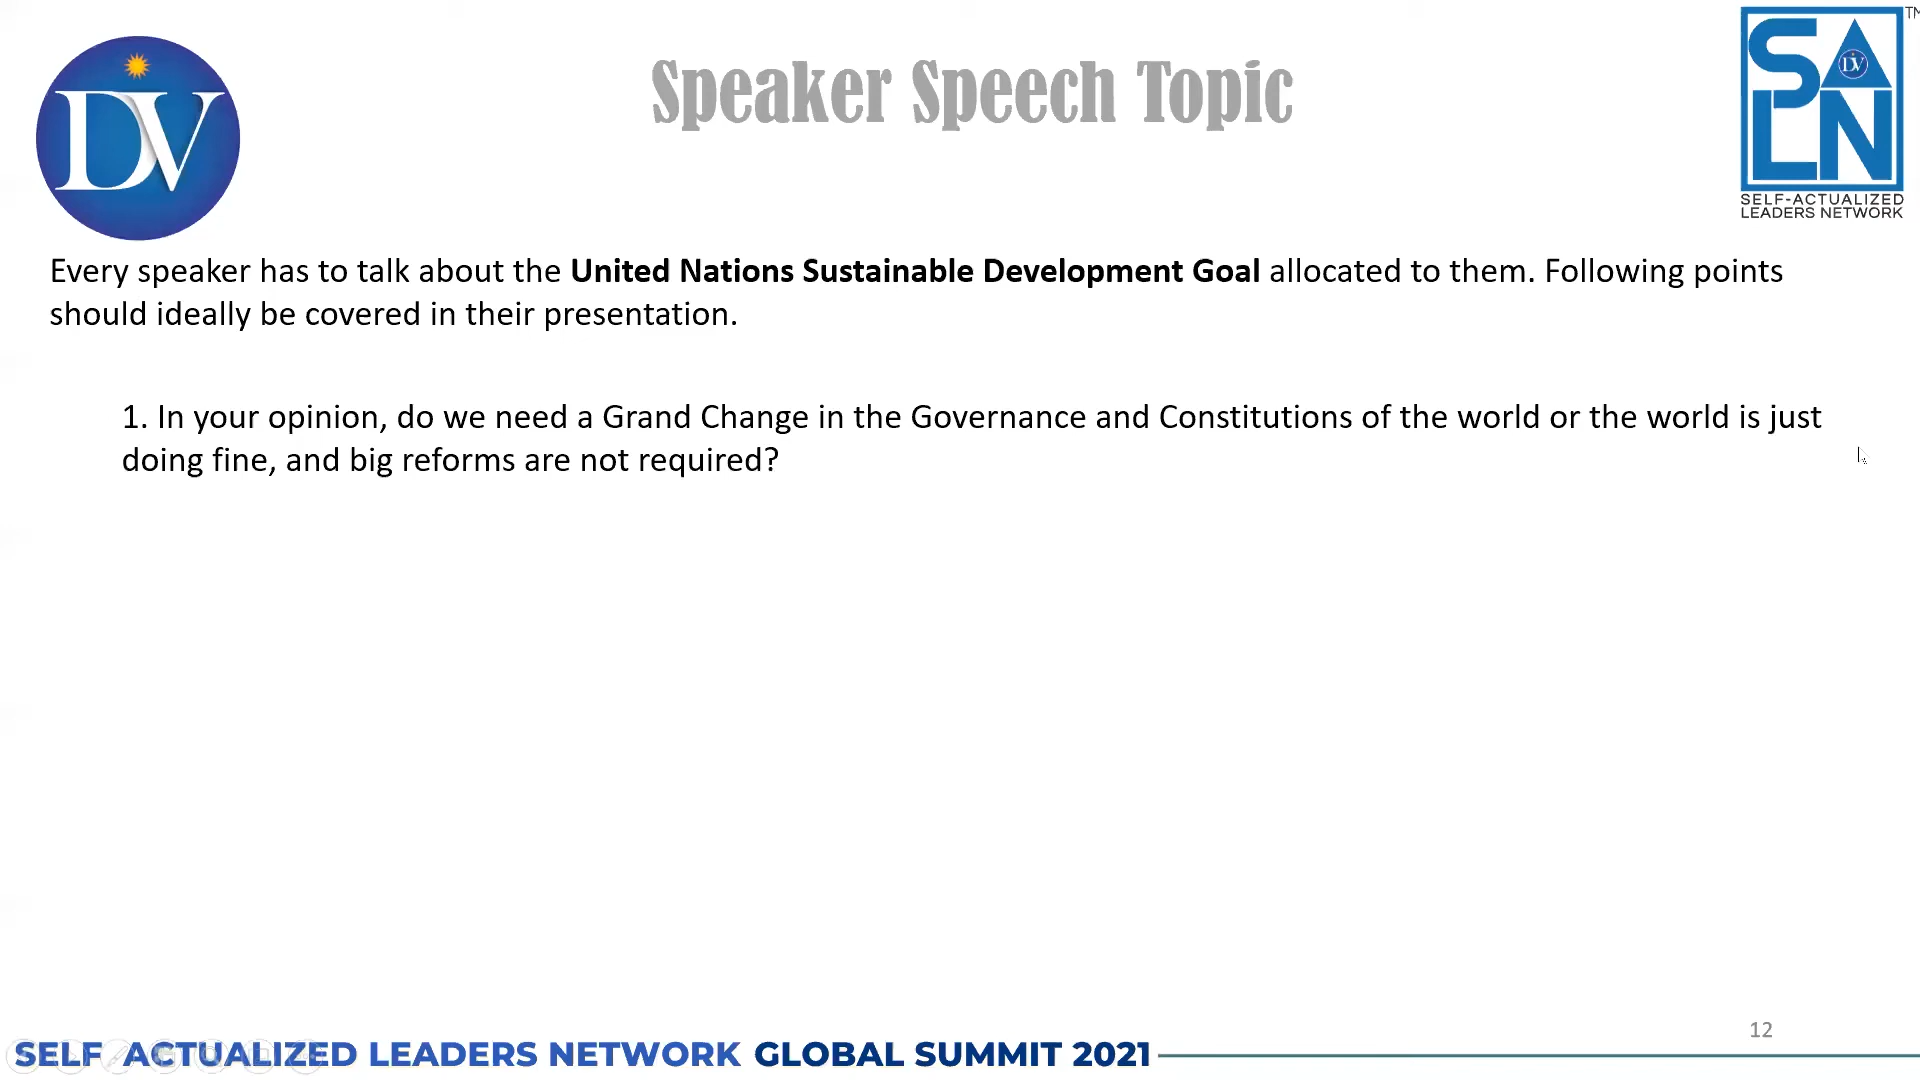 DV
Speaker Speech Topic
TM
S
DV
LN
SELF-ACTUALIZED
LEADERS NETWORK
Every speaker has to talk about the United Nations Sustainable Development Goal allocated to them. Following points
should ideally be covered in their presentation.
1. In your opinion, do we need a Grand Change in the Governance and Constitutions of the world or the world is just
doing fine, and big reforms are not required?
12
SELF ACTUALIZED LEADERS NETWORK GLOBAL SUMMIT 2021